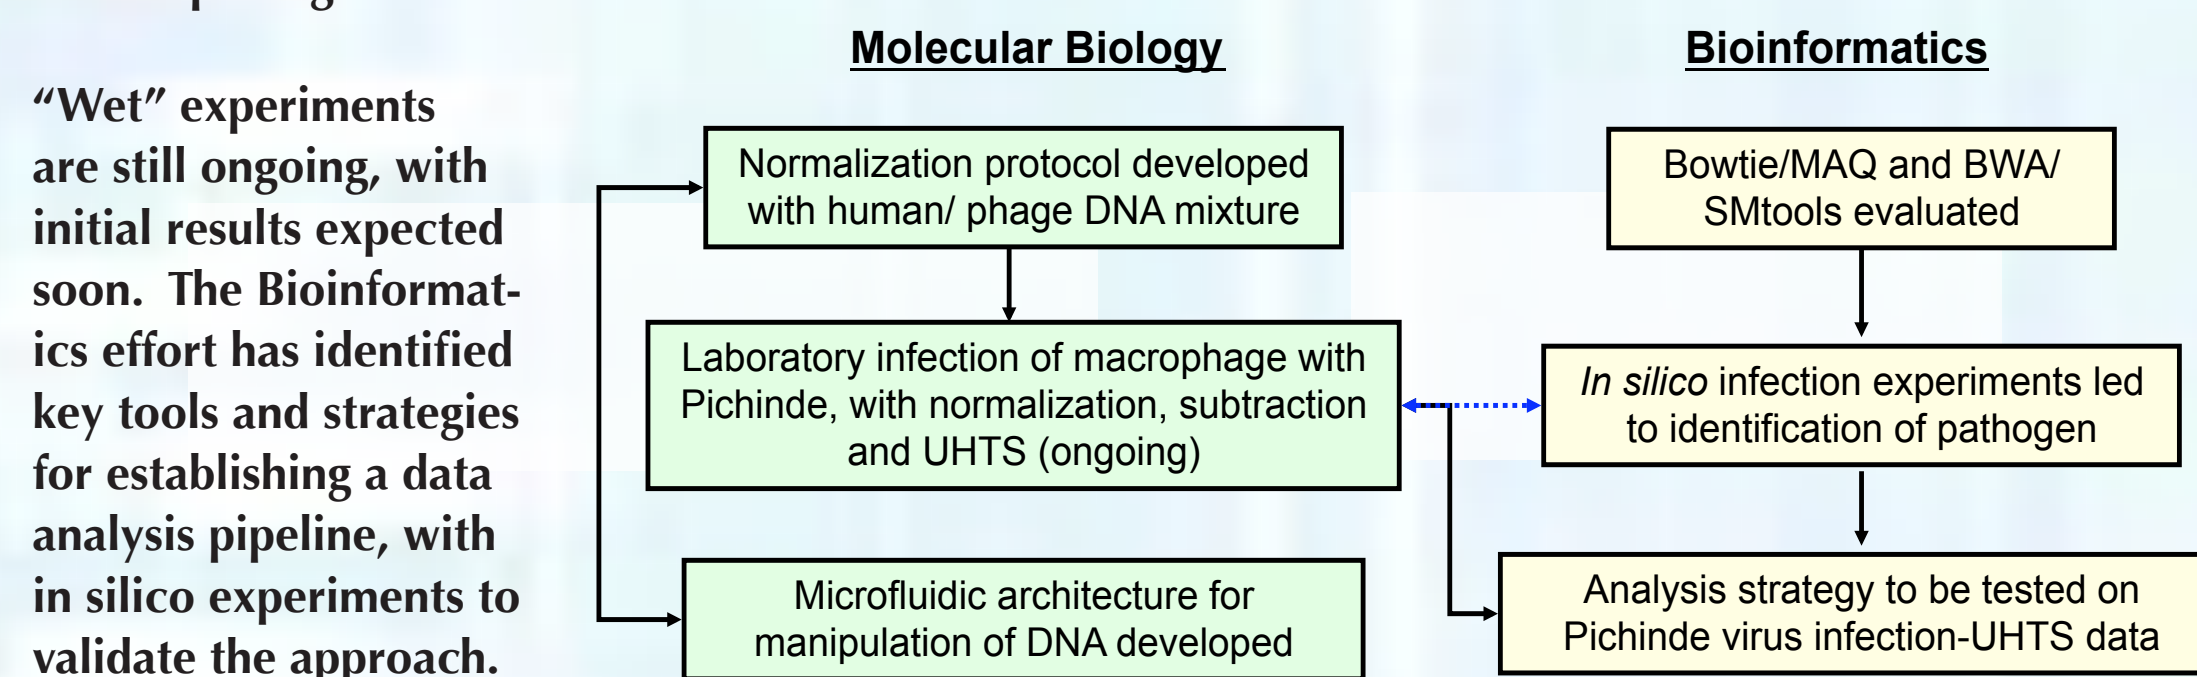 “Wet” experiments
are still ongoing, with
initial results expected
soon. The Bioinformat-
ics effort has identified
key tools and strategies
for establishing a data
analysis pipeline, with
in silico experiments to
validate the approach.
Molecular Biology
Normalization protocol developed
with human/ phage DNA mixture
Laboratory infection of macrophage with
Pichinde, with normalization, subtraction
and UHTS (ongoing)
Microfluidic architecture for
manipulation of DNA developed
Bioinformatics
Bowtie/MAQ and BWA/
SMtools evaluated
In silico infection experiments led
to identification of pathogen
Analysis strategy to be tested on
Pichinde virus infection-UHTS data